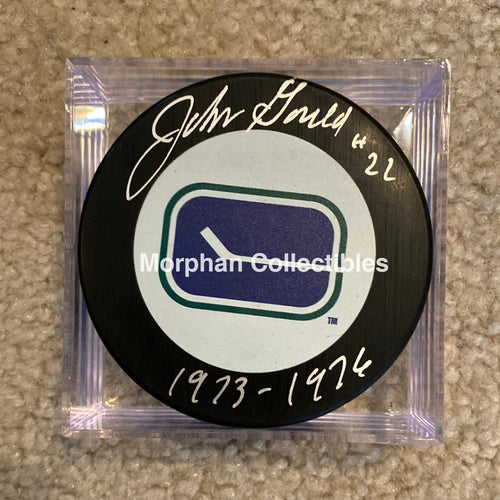 John Gould
#22
Morphan Collectibles
TM
1973-1976